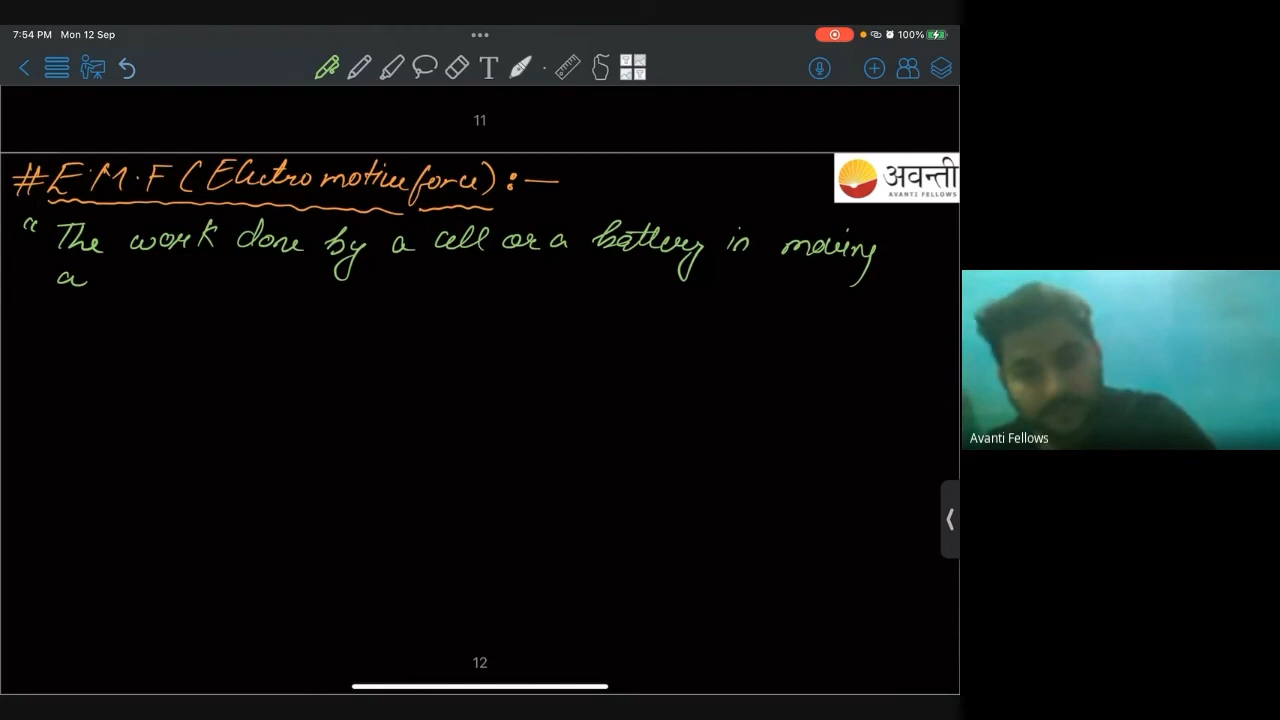 7:54 PM Mon 12 Sep
100%
T
11
#E.M.F (Electromotive force) :—
अवन्ती
AVANTI FELLOWS
" The work done by a cell or a battery in moving
a
Avanti Fellows
12